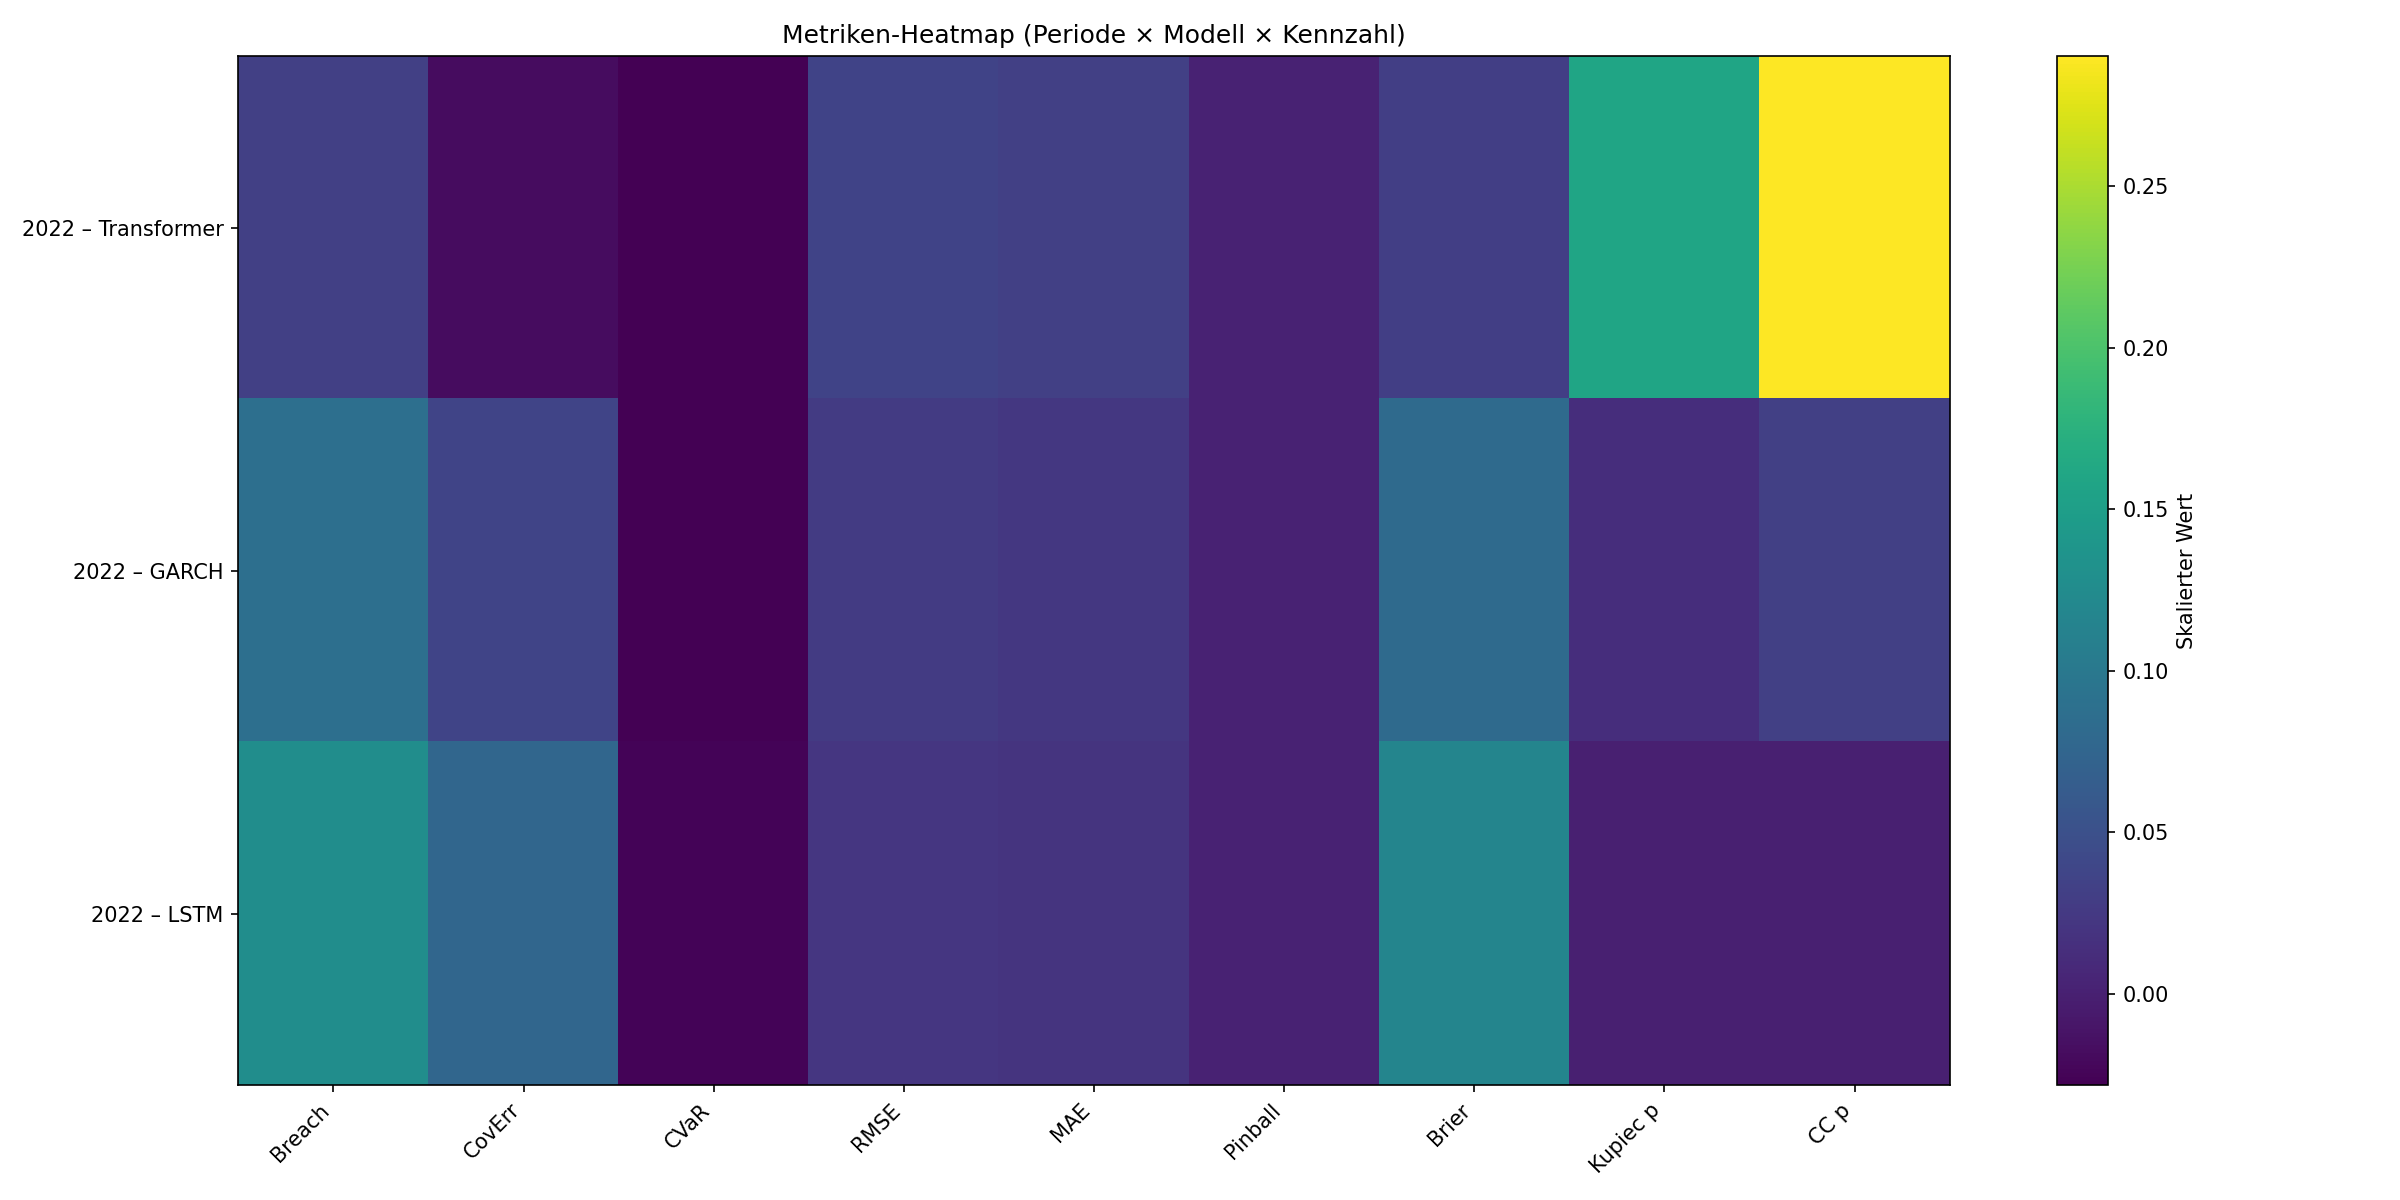 Metriken-Heatmap (Periode × Modell × Kennzahl)
2022 – Transformer
2022 – GARCH
2022 – LSTM
Breach
CovErr
CVaR
RMSE
MAE
Pinball
Brier
Kupiec p
CC p
0.25
0.20
0.15
0.10
0.05
0.00
Skalierter Wert